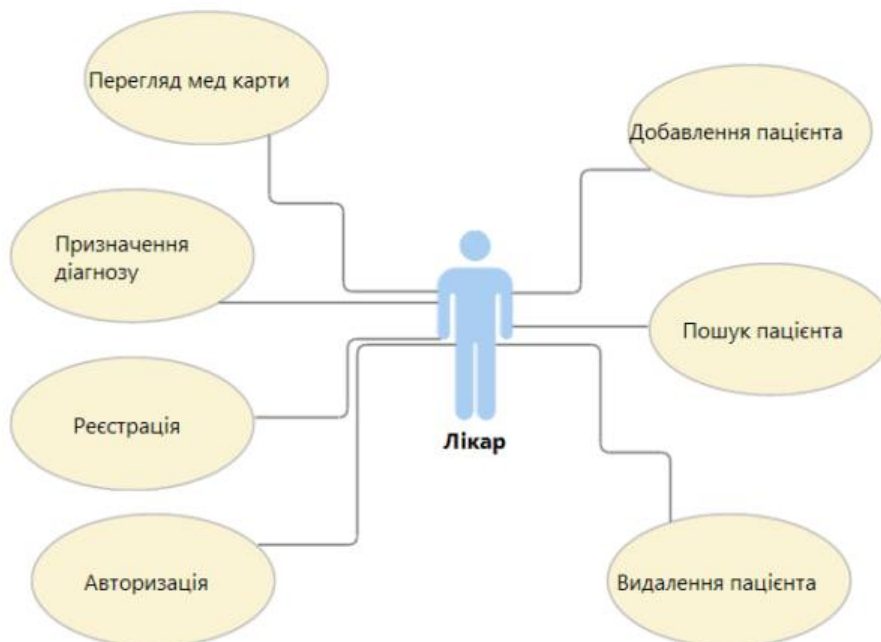 Перегляд мед карти
Добавлення пацієнта
Призначення
діагнозу
Пошук пацієнта
Реєстрація
Лікар
Авторизація
Видалення пацієнта